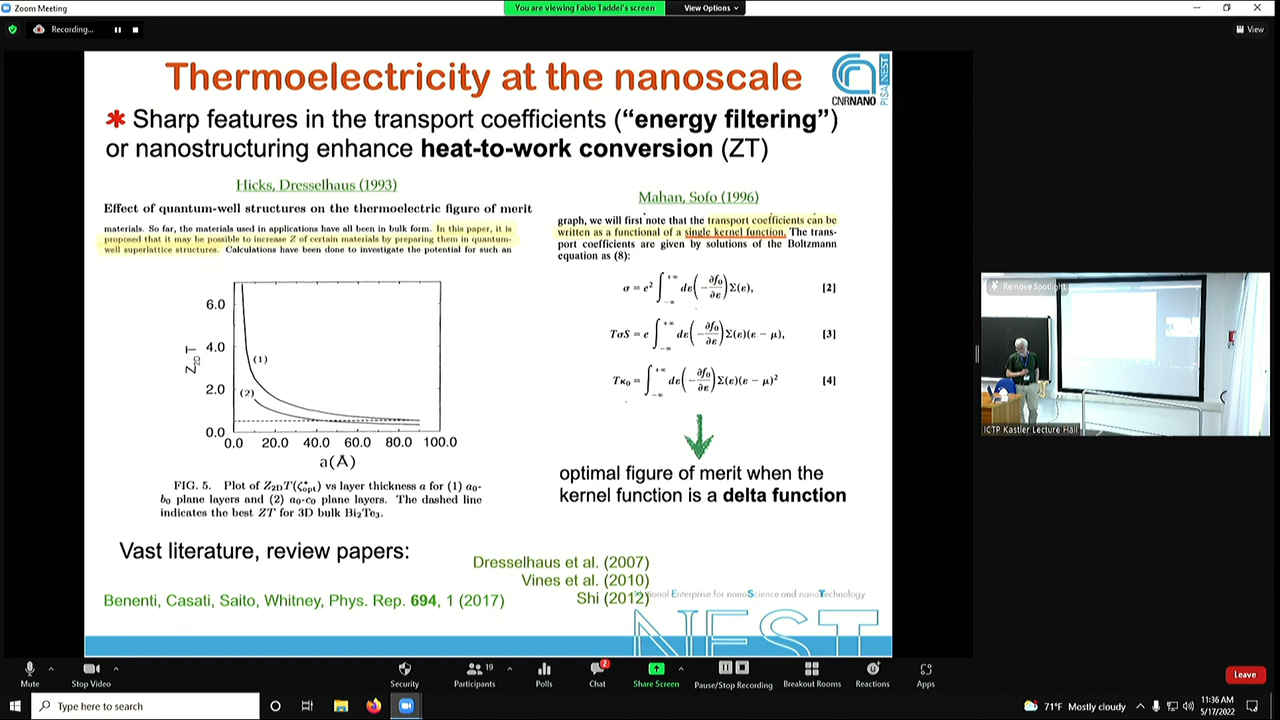 Zoom Meeting
You are viewing Fabio Taddei's screen
View Options
Recording...
View
Thermoelectricity at the nanoscale
CNRNANO
PISA NEST
* Sharp features in the transport coefficients (“energy filtering”)
or nanostructuring enhance heat-to-work conversion (ZT)
Hicks, Dresselhaus (1993)
Effect of quantum-well structures on the thermoelectric figure of merit
materials. So far, the materials used in applications have all been in bulk form. In this paper, it is
proposed that it may be possible to increase Z of certain materials by preparing them in quantum-
well superlattice structures. Calculations have been done to investigate the potential for such an
6.0
4.0
2.0
0.0
Z2DT
(1)
(2)
0.0 20.0 40.0 60.0 80.0 100.0
a(Å)
FIG. 5. Plot of Z2DT(ζ*opt) vs layer thickness a for (1) a0-
b0 plane layers and (2) a0-c0 plane layers. The dashed line
indicates the best ZT for 3D bulk Bi2Te3.
Mahan, Sofo (1996)
graph, we will first note that the transport coefficients can be
written as a functional of a single kernel function. The trans-
port coefficients are given by solutions of the Boltzmann
equation as (8):
σ = e² ∫₋∞⁺∞ dε(−∂f₀/∂ε)Σ(ε), [2]
TσS = e ∫₋∞⁺∞ dε(−∂f₀/∂ε)Σ(ε)(ε − μ), [3]
Tκ₀ = ∫₋∞⁺∞ dε(−∂f₀/∂ε)Σ(ε)(ε − μ)² [4]
optimal figure of merit when the
kernel function is a delta function
Vast literature, review papers:
Dresselhaus et al. (2007)
Vines et al. (2010)
Shi (2012)
Benenti, Casati, Saito, Whitney, Phys. Rep. 694, 1 (2017)
Enterprise for nanoScience and nanoTechnology
NEST
Remove Spotlight
ICTP Kastler Lecture Hall
Mute
Stop Video
Security
Participants
19
Polls
Chat
2
Share Screen
Pause/Stop Recording
Breakout Rooms
Reactions
Apps
Leave
Type here to search
71°F Mostly cloudy
11:36 AM
5/17/2022